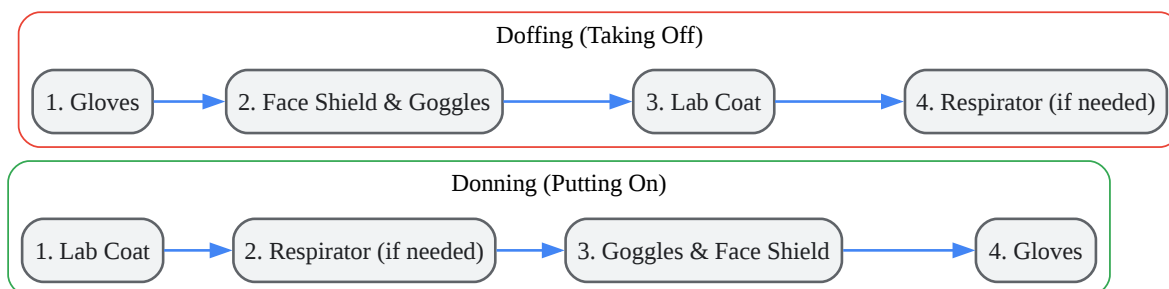 Doffing (Taking Off)
1. Gloves
2. Face Shield & Goggles
3. Lab Coat
4. Respirator (if needed)
Donning (Putting On)
1. Lab Coat
2. Respirator (if needed)
3. Goggles & Face Shield
4. Gloves